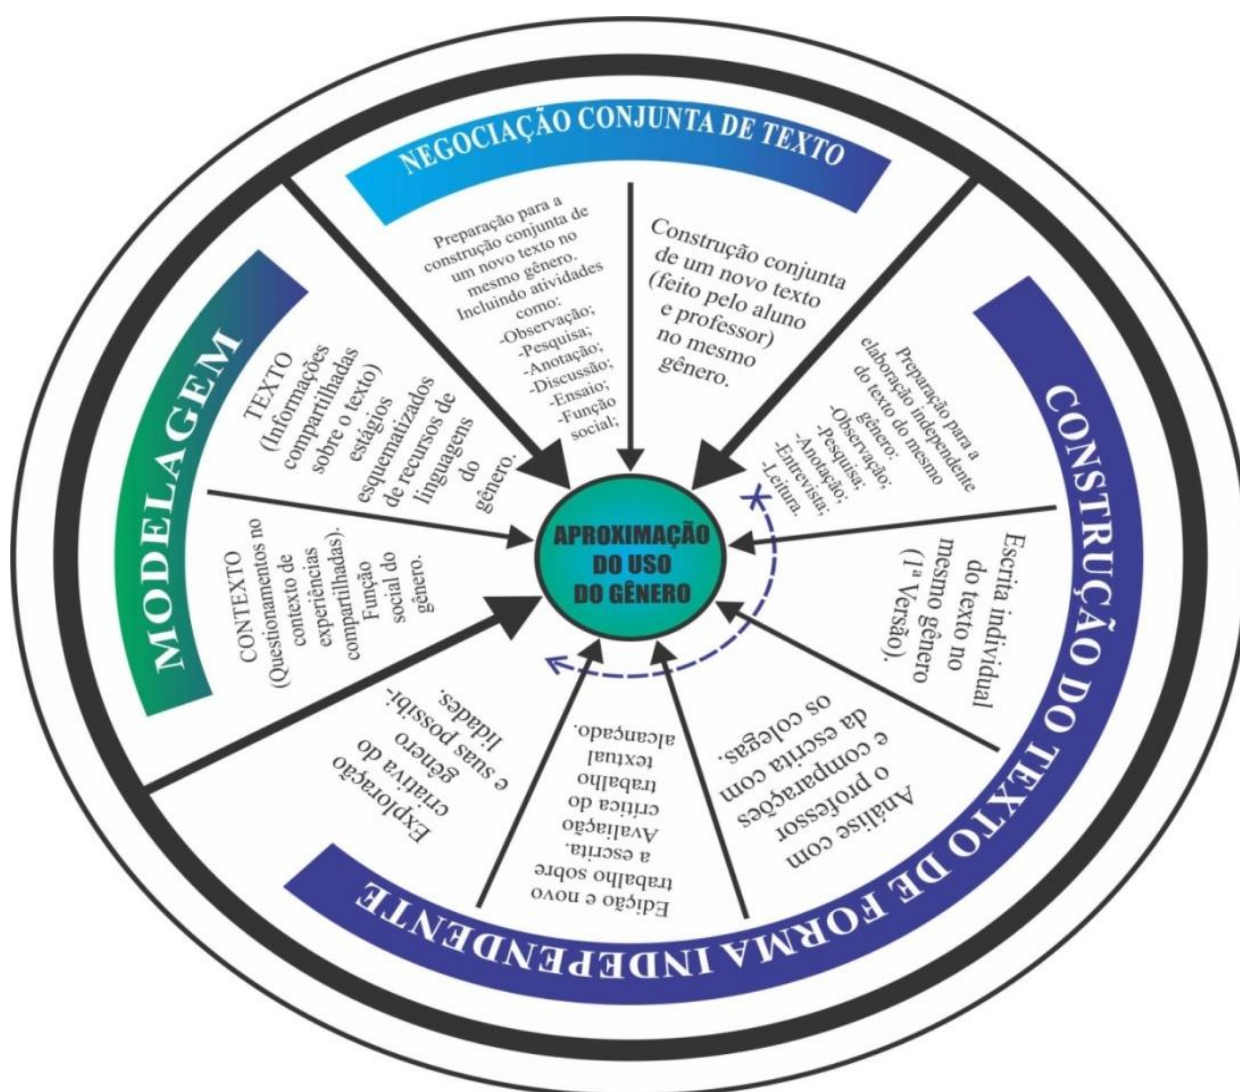 NEGOCIAÇÃO CONJUNTA DE TEXTO
Preparação para a
construção conjunta de
um novo texto no
mesmo gênero.
Incluindo atividades
como:
-Observação;
-Pesquisa;
-Anotação;
-Discussão;
-Ensaio;
-Função
social;
Construção conjunta
de um novo texto
(feito pelo aluno
e professor)
no mesmo
gênero.
MODELAGEM
TEXTO
(Informações
compartilhadas
sobre o texto)
estágios
esquematizados
de recursos de
linguagens
do
gênero.
CONTEXTO
(Questionamentos no
contexto de
experiências
compartilhadas).
Função
social do
gênero.
CONSTRUÇÃO DO TEXTO DE FORMA INDEPENDENTE
Preparação para a
elaboração independente
do texto do mesmo
gênero:
-Observação;
-Pesquisa;
-Anotação;
-Entrevista;
-Leitura.
Escrita individual
do texto no
mesmo gênero
(1ª Versão).
Análise com
o professor
e comparações
da escrita com
os colegas.
Edição e novo
trabalho sobre
a escrita.
Avaliação
crítica do
trabalho
textual
alcançado.
Exploração
criativa do
gênero
e suas possibi-
lidades.
APROXIMAÇÃO
DO USO
DO GÊNERO